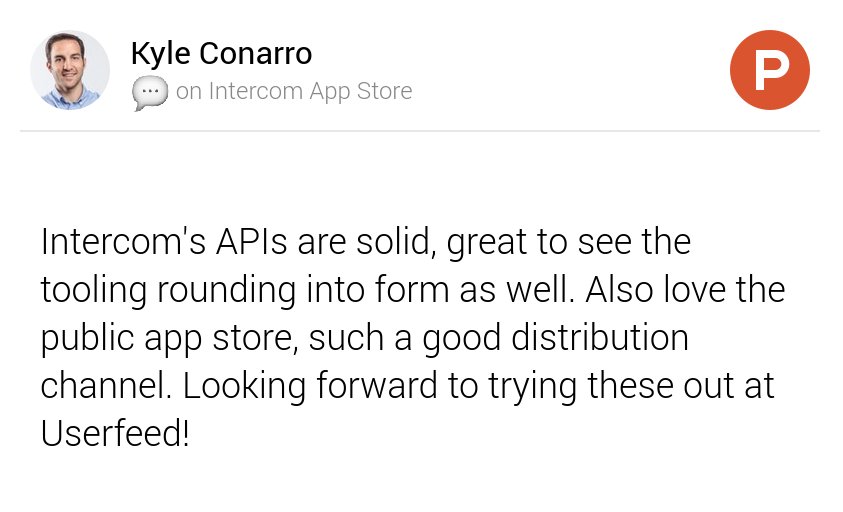 Kyle Conarro
on Intercom App Store
P
Intercom's APIs are solid, great to see the
tooling rounding into form as well. Also love the
public app store, such a good distribution
channel. Looking forward to trying these out at
Userfeed!